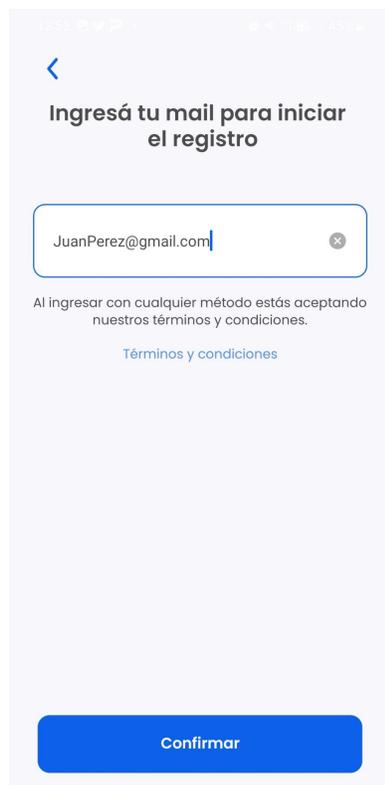 Ingresá tu mail para iniciar
el registro
JuanPerez@gmail.com
Al ingresar con cualquier método estás aceptando
nuestros términos y condiciones.
Términos y condiciones
Confirmar